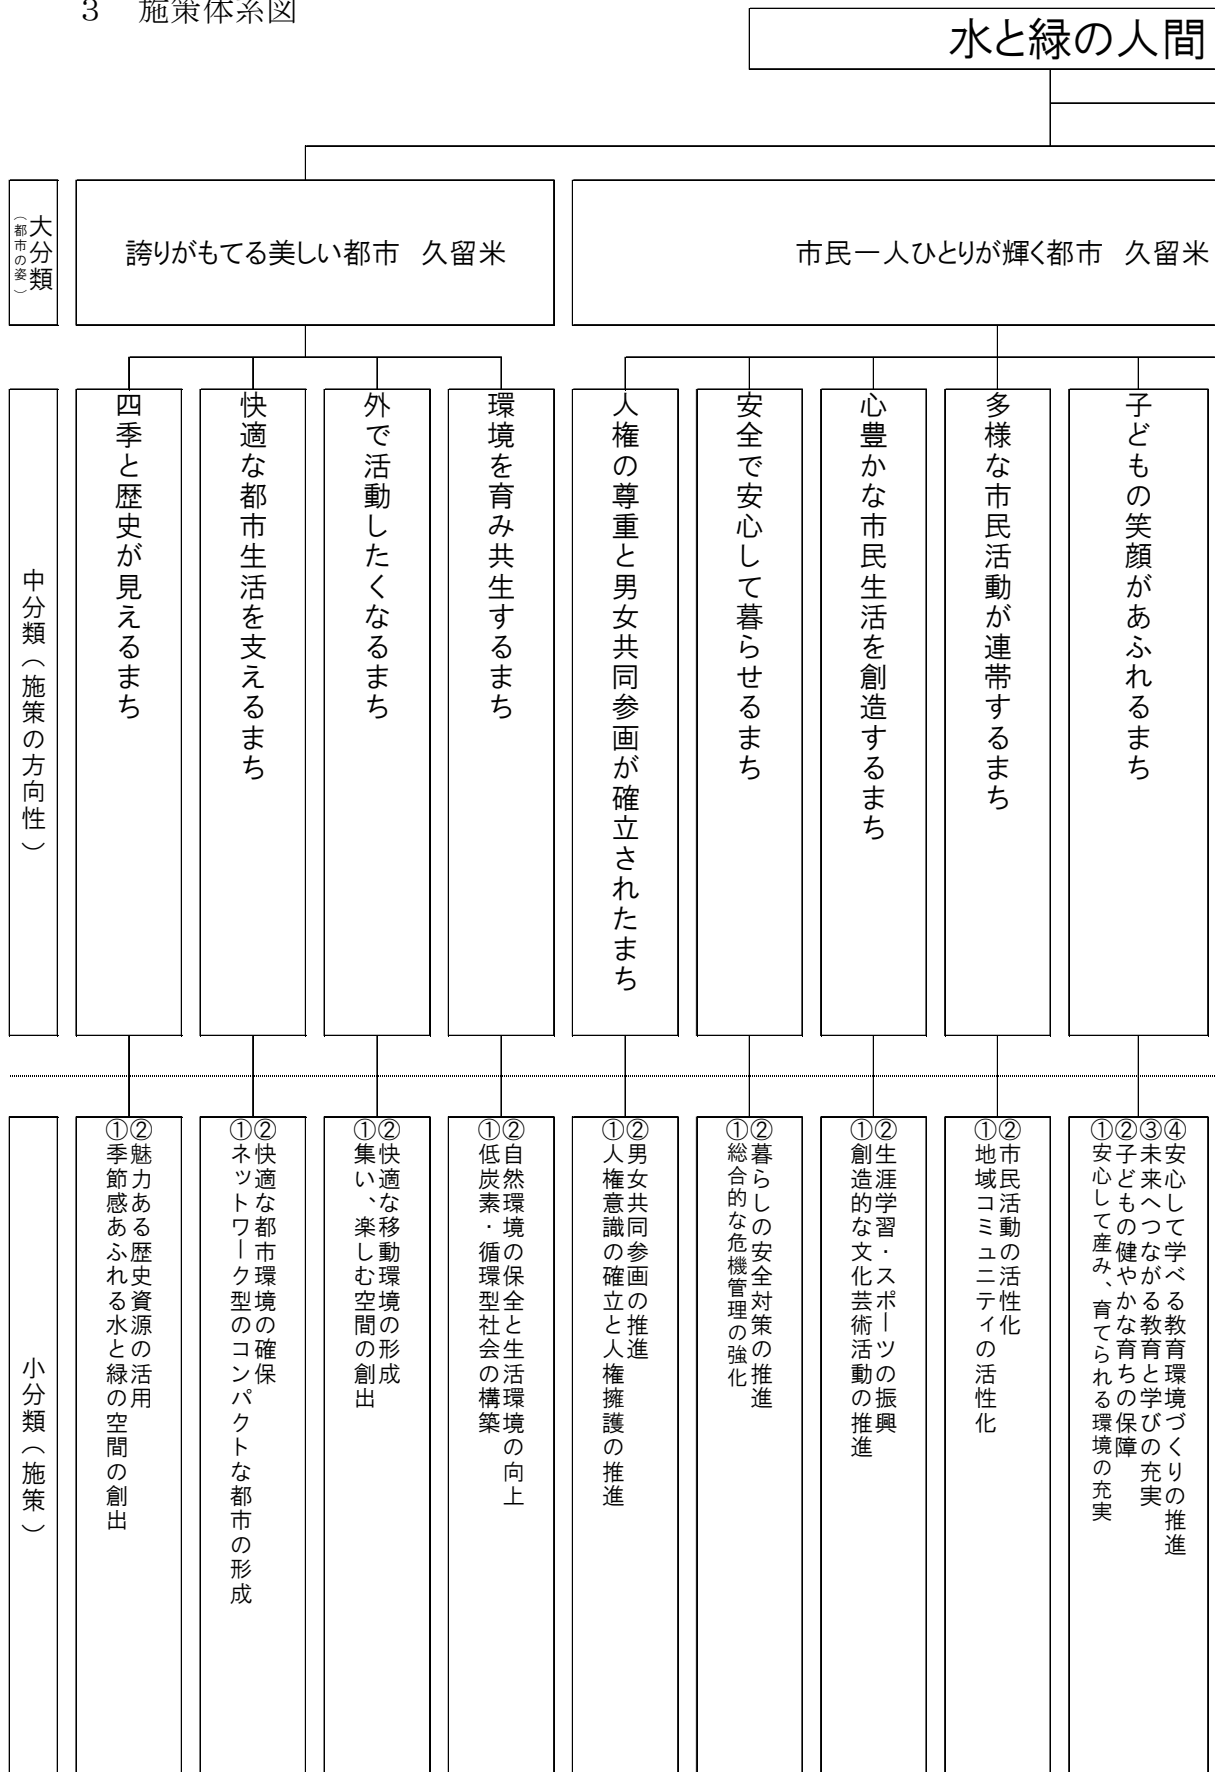 3　施策体系図
水と緑の人間
大分類
（都市の姿）
誇りがもてる美しい都市　久留米
市民一人ひとりが輝く都市　久留米
中分類（施策の方向性）
四季と歴史が見えるまち
快適な都市生活を支えるまち
外で活動したくなるまち
環境を育み共生するまち
人権の尊重と男女共同参画が確立されたまち
安全で安心して暮らせるまち
心豊かな市民生活を創造するまち
多様な市民活動が連帯するまち
子どもの笑顔があふれるまち
小分類（施策）
①季節感あふれる水と緑の空間の創出
②魅力ある歴史資源の活用
①ネットワーク型のコンパクトな都市の形成
②快適な都市環境の確保
①集い、楽しむ空間の創出
②快適な移動環境の形成
①低炭素・循環型社会の構築
②自然環境の保全と生活環境の向上
①人権意識の確立と人権擁護の推進
②男女共同参画の推進
①総合的な危機管理の強化
②暮らしの安全対策の推進
①創造的な文化芸術活動の推進
②生涯学習・スポーツの振興
①地域コミュニティの活性化
②市民活動の活性化
①安心して産み、育てられる環境の充実
②子どもの健やかな育ちの保障
③未来へつながる教育と学びの充実
④安心して学べる教育環境づくりの推進